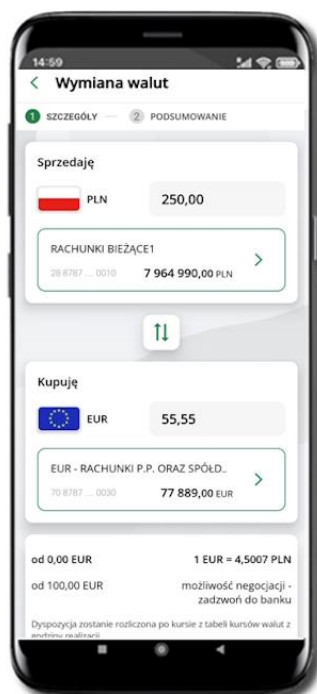 14:59
Wymiana walut
1 SZCZEGÓŁY — 2 PODSUMOWANIE
Sprzedaję
PLN 250,00
RACHUNKI BIEŻĄCE1
28 8787 ... 0010 7 964 990,00 PLN
Kupuję
EUR 55,55
EUR - RACHUNKI P.P. ORAZ SPÓŁD..
70 8787 ... 0030 77 889,00 EUR
od 0,00 EUR 1 EUR = 4,5007 PLN
od 100,00 EUR możliwość negocjacji -
zadzwoń do banku
Dyspozycja zostanie rozliczona po kursie z tabeli kursów walut z
godziny realizacji